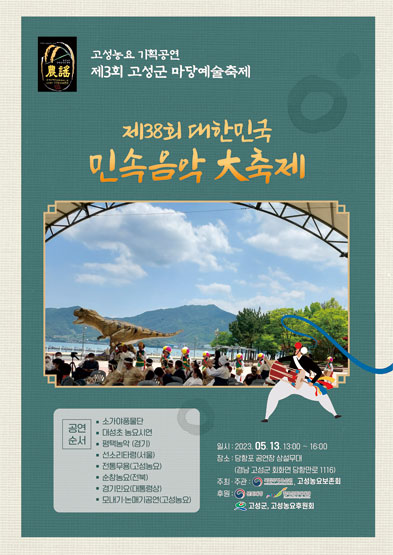 農謠
고성농요 기획공연
제3회 고성군 마당예술축제
제38회 대한민국
민속음악 大축제
공연
순서
• 소가야풍물단
• 대성초 농요시연
• 평택농악 (경기)
• 선소리타령(서울)
• 전통무용(고성농요)
• 순창농요(전북)
• 경기민요(대통령상)
• 모내기·논매기공연(고성농요)
일시 : 2023. 05. 13. 13:00 ~ 16:00
장소 : 당항포 공연장 상설무대
(경남 고성군 회화면 당항만로 1116)
주최 · 주관 : 고성농요보존회
후원 :
고성군, 고성농요후원회